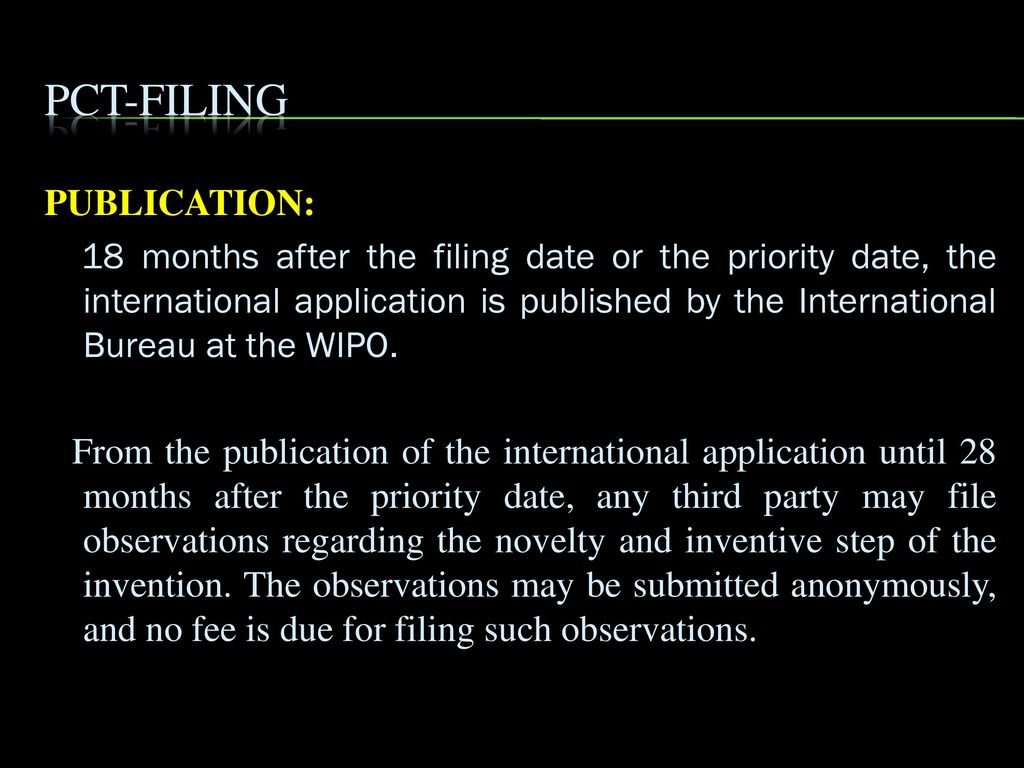 PCT-FILING
PUBLICATION:
18 months after the filing date or the priority date, the
international application is published by the International
Bureau at the WIPO.
From the publication of the international application until 28
months after the priority date, any third party may file
observations regarding the novelty and inventive step of the
invention. The observations may be submitted anonymously,
and no fee is due for filing such observations.